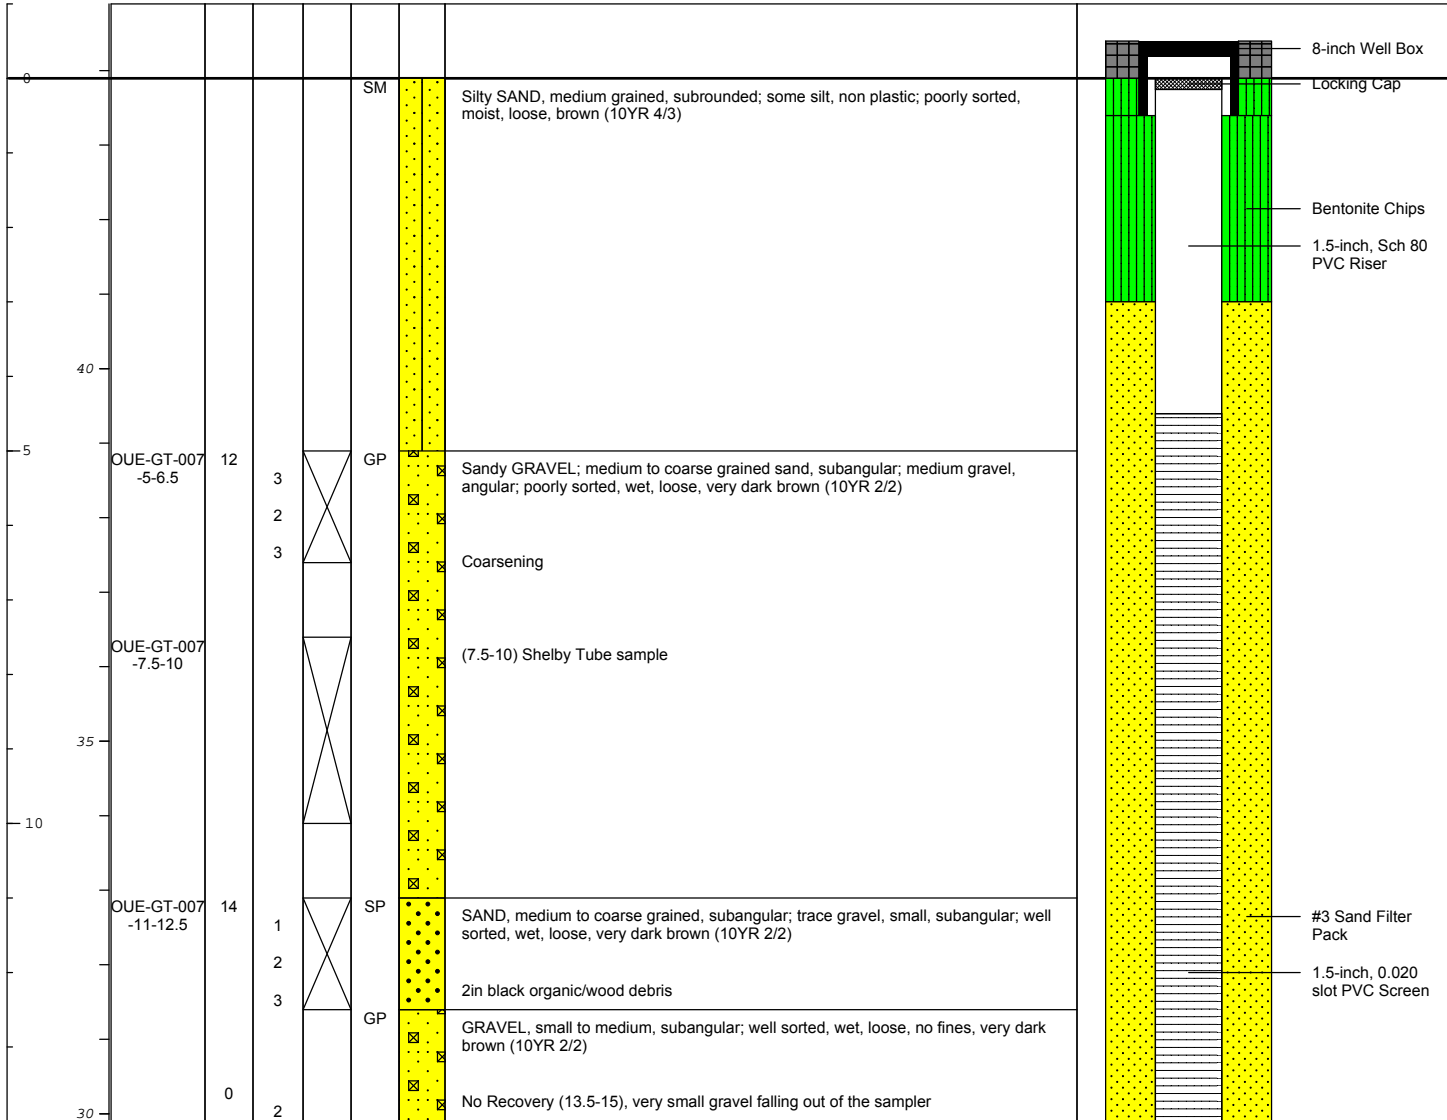 8-inch Well Box
0
SM
Locking Cap
Silty SAND, medium grained, subrounded; some silt, non plastic; poorly sorted,
moist, loose, brown (10YR 4/3)
Bentonite Chips
1.5-inch, Sch 80
PVC Riser
40
5
OUE-GT-007
-5-6.5
12
3
2
3
GP
Sandy GRAVEL; medium to coarse grained sand, subangular; medium gravel,
angular; poorly sorted, wet, loose, very dark brown (10YR 2/2)
Coarsening
OUE-GT-007
-7.5-10
(7.5-10) Shelby Tube sample
35
10
OUE-GT-007
-11-12.5
14
1
2
3
SP
SAND, medium to coarse grained, subangular; trace gravel, small, subangular; well
sorted, wet, loose, very dark brown (10YR 2/2)
2in black organic/wood debris
#3 Sand Filter
Pack
1.5-inch, 0.020
slot PVC Screen
GP
GRAVEL, small to medium, subangular; well sorted, wet, loose, no fines, very dark
brown (10YR 2/2)
0
2
No Recovery (13.5-15), very small gravel falling out of the sampler
30